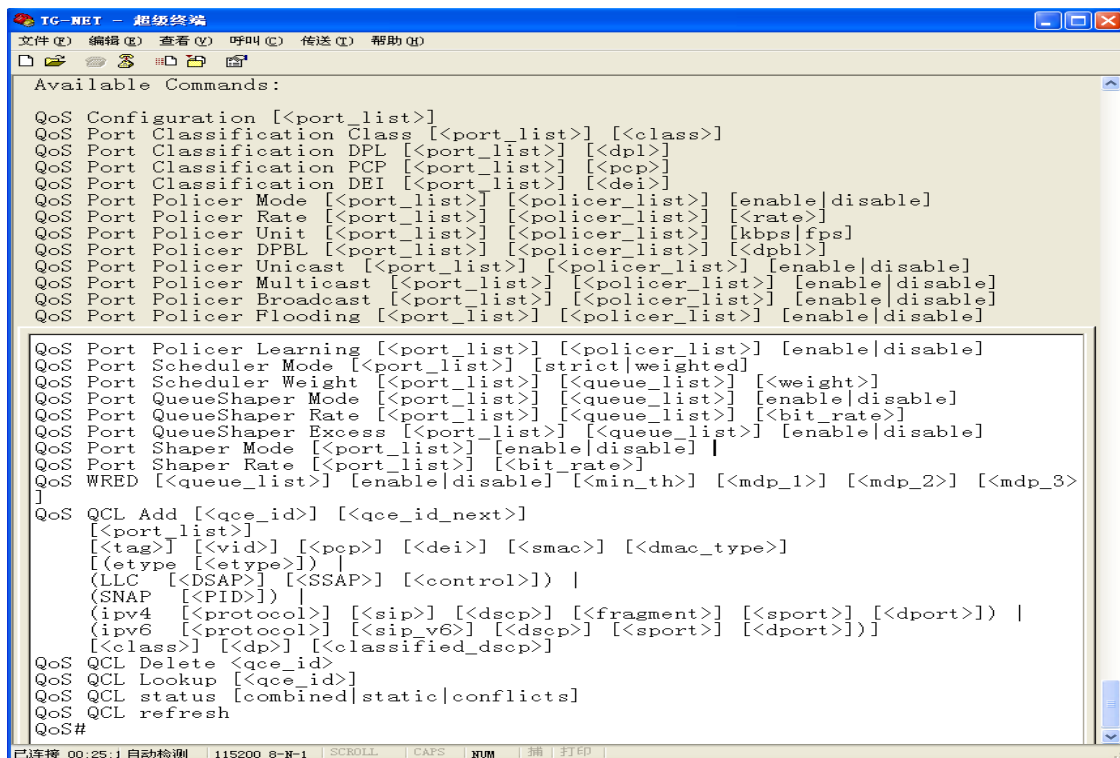 TG-NET - 超级终端
文件(F) 编辑(E) 查看(V) 呼叫(C) 传送(T) 帮助(H)
Available Commands:
QoS Configuration [<port_list>]
QoS Port Classification Class [<port_list>] [<class>]
QoS Port Classification DPL [<port_list>] [<dpl>]
QoS Port Classification PCP [<port_list>] [<pcp>]
QoS Port Classification DEI [<port_list>] [<dei>]
QoS Port Policer Mode [<port_list>] [<policer_list>] [enable|disable]
QoS Port Policer Rate [<port_list>] [<policer_list>] [<rate>]
QoS Port Policer Unit [<port_list>] [<policer_list>] [kbps|fps]
QoS Port Policer DPBL [<port_list>] [<policer_list>] [<dpbl>]
QoS Port Policer Unicast [<port_list>] [<policer_list>] [enable|disable]
QoS Port Policer Multicast [<port_list>] [<policer_list>] [enable|disable]
QoS Port Policer Broadcast [<port_list>] [<policer_list>] [enable|disable]
QoS Port Policer Flooding [<port_list>] [<policer_list>] [enable|disable]
QoS Port Policer Learning [<port_list>] [<policer_list>] [enable|disable]
QoS Port Scheduler Mode [<port_list>] [strict|weighted]
QoS Port Scheduler Weight [<port_list>] [<queue_list>] [<weight>]
QoS Port QueueShaper Mode [<port_list>] [<queue_list>] [enable|disable]
QoS Port QueueShaper Rate [<port_list>] [<queue_list>] [<bit_rate>]
QoS Port QueueShaper Excess [<port_list>] [<queue_list>] [enable|disable]
QoS Port Shaper Mode [<port_list>] [enable|disable]
QoS Port Shaper Rate [<port_list>] [<bit_rate>]
QoS WRED [<queue_list>] [enable|disable] [<min_th>] [<mdp_1>] [<mdp_2>] [<mdp_3>
]
QoS QCL Add [<qce_id>] [<qce_id_next>]
[<port_list>]
[<tag>] [<vid>] [<pcp>] [<dei>] [<smac>] [<dmac_type>]
[(etype [<etype>]) |
(LLC [<DSAP>] [<SSAP>] [<control>]) |
(SNAP [<PID>]) |
(ipv4 [<protocol>] [<sip>] [<dscp>] [<fragment>] [<sport>] [<dport>]) |
(ipv6 [<protocol>] [<sip_v6>] [<dscp>] [<sport>] [<dport>])]
[<class>] [<dp>] [<classified_dscp>]
QoS QCL Delete <qce_id>
QoS QCL Lookup [<qce_id>]
QoS QCL status [combined|static|conflicts]
QoS QCL refresh
QoS#
已连接 00:25:1 自动检测 115200 8-N-1 SCROLL CAPS NUM 捕 打印